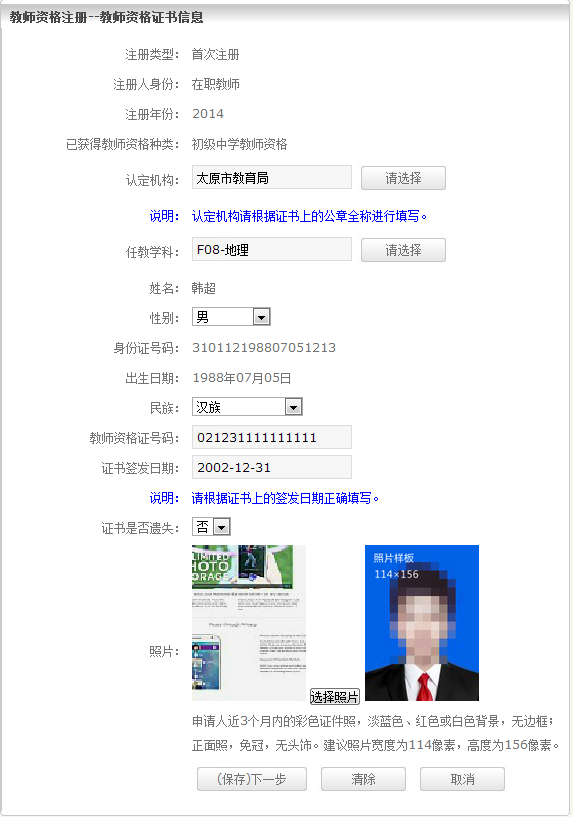 教师资格注册--教师资格证书信息
注册类型： 首次注册
注册人身份： 在职教师
注册年份： 2014
已获得教师资格种类： 初级中学教师资格
认定机构： 太原市教育局 请选择
说明： 认定机构请根据证书上的公章全称进行填写。
任教学科： F08-地理 请选择
姓名： 韩超
性别： 男
身份证号码： 310112198807051213
出生日期： 1988年07月05日
民族： 汉族
教师资格证号码： 021231111111111
证书签发日期： 2002-12-31
说明： 请根据证书上的签发日期正确填写。
证书是否遗失： 否
PHOTO
照片样板
114×156
照片：
选择照片
申请人近3个月内的彩色证件照，淡蓝色、红色或白色背景，无边框；
正面照，免冠，无头饰。建议照片宽度为114像素，高度为156像素。
(保存)下一步 清除 取消